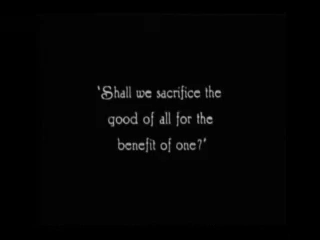 'Shall we sacrifice the
good of all for the
benefit of one?'